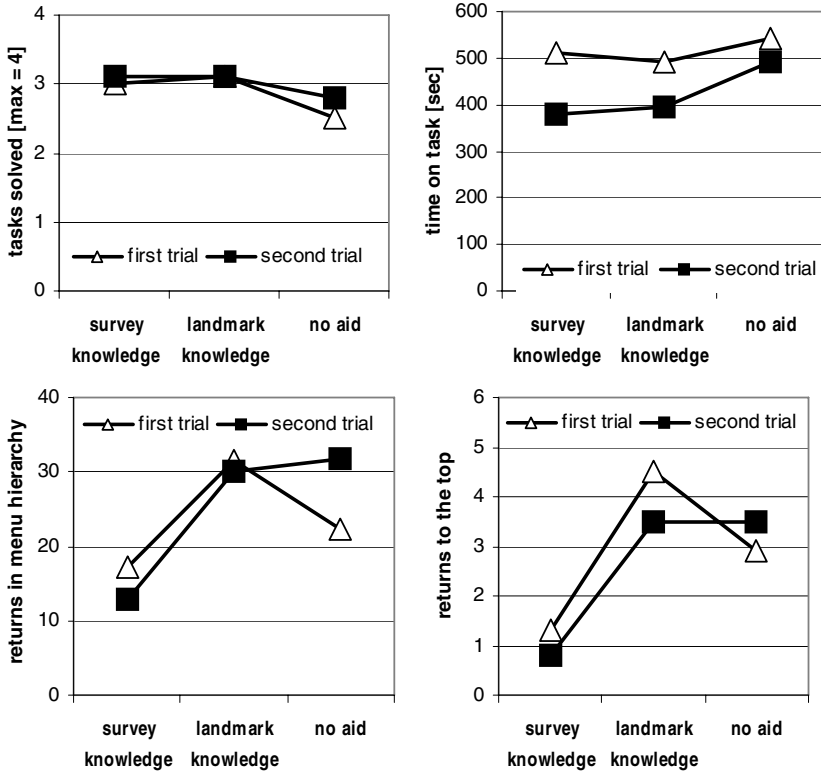 tasks solved [max = 4]
4
3
2
1
0
first trial
second trial
survey
knowledge
landmark
knowledge
no aid
time on task [sec]
600
500
400
300
200
100
0
first trial
second trial
survey
knowledge
landmark
knowledge
no aid
returns in menu hierarchy
40
30
20
10
0
first trial
second trial
survey
knowledge
landmark
knowledge
no aid
returns to the top
6
5
4
3
2
1
0
first trial
second trial
survey
knowledge
landmark
knowledge
no aid